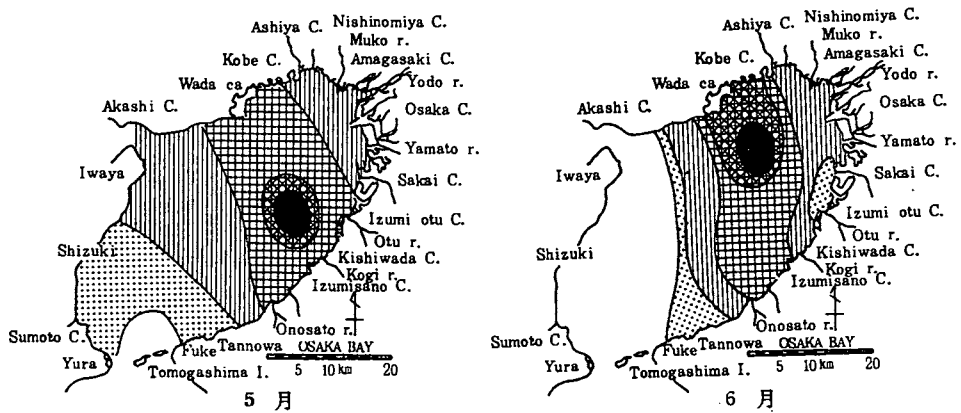 Ashiya C.
Nishinomiya C.
Muko r.
Kobe C.
Amagasaki C.
Wada ca
Yodo r.
Akashi C.
Osaka C.
Yamato r.
Iwaya
Sakai C.
Izumi otu C.
Otu r.
Shizuki
Kishiwada C.
Kogi r.
Izumisano C.
Onosato r.
Sumoto C.
Fuke
Tannowa
OSAKA BAY
Yura
Tomogashima I.
5
10 km
20
5 月
Ashiya C.
Nishinomiya C.
Muko r.
Kobe C.
Amagasaki C.
Wada ca
Yodo r.
Akashi C.
Osaka C.
Yamato r.
Iwaya
Sakai C.
Izumi otu C.
Otu r.
Shizuki
Kishiwada C.
Kogi r.
Izumisano C.
Onosato r.
Sumoto C.
Fuke
Tannowa
OSAKA BAY
Yura
Tomogashima I.
5
10 km
20
6 月